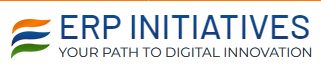 ERP INITIATIVES
YOUR PATH TO DIGITAL INNOVATION